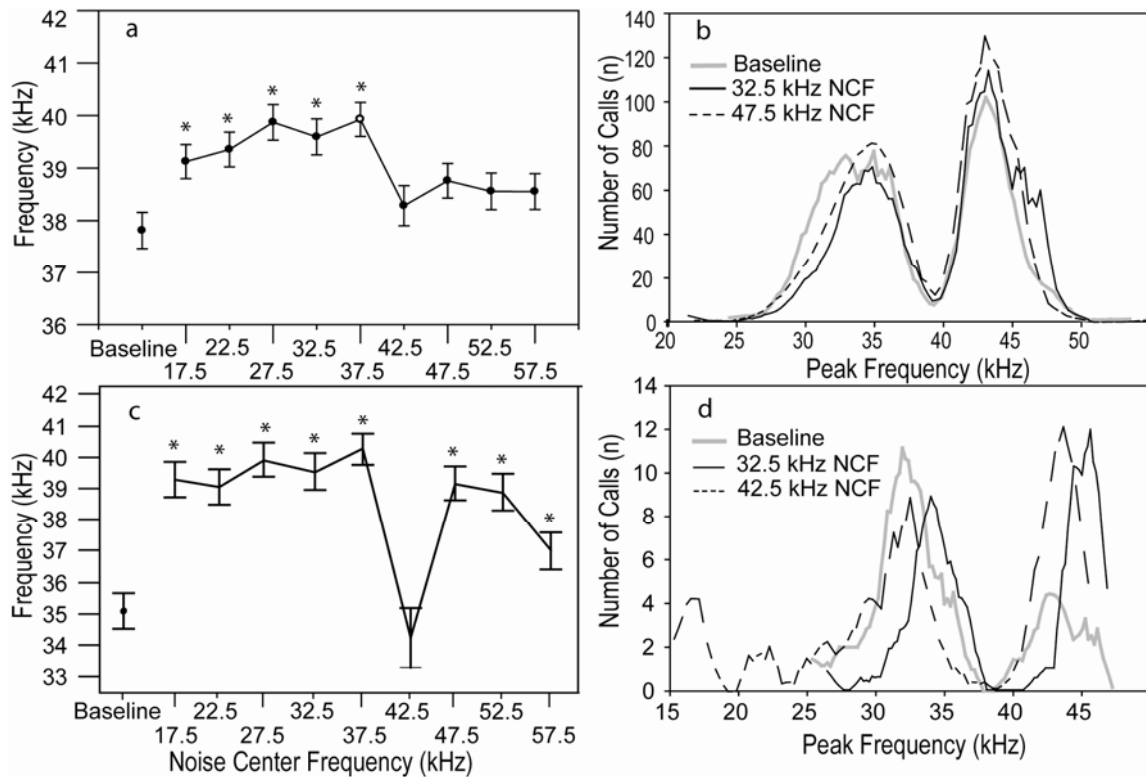 a
42
41
40
39
38
37
36
Frequency (kHz)
* * * * *
Baseline 22.5 32.5 42.5 52.5
17.5 27.5 37.5 47.5 57.5
b
140
120
100
80
60
40
20
0
Number of Calls (n)
Baseline
32.5 kHz NCF
47.5 kHz NCF
20 25 30 35 40 45 50
Peak Frequency (kHz)
c
42
41
40
39
38
37
36
35
34
33
Frequency (kHz)
* * * * * * * *
Baseline 22.5 32.5 42.5 52.5
17.5 27.5 37.5 47.5 57.5
Noise Center Frequency (kHz)
d
14
12
10
8
6
4
2
0
Number of Calls (n)
Baseline
32.5 kHz NCF
42.5 kHz NCF
15 20 25 30 35 40 45
Peak Frequency (kHz)